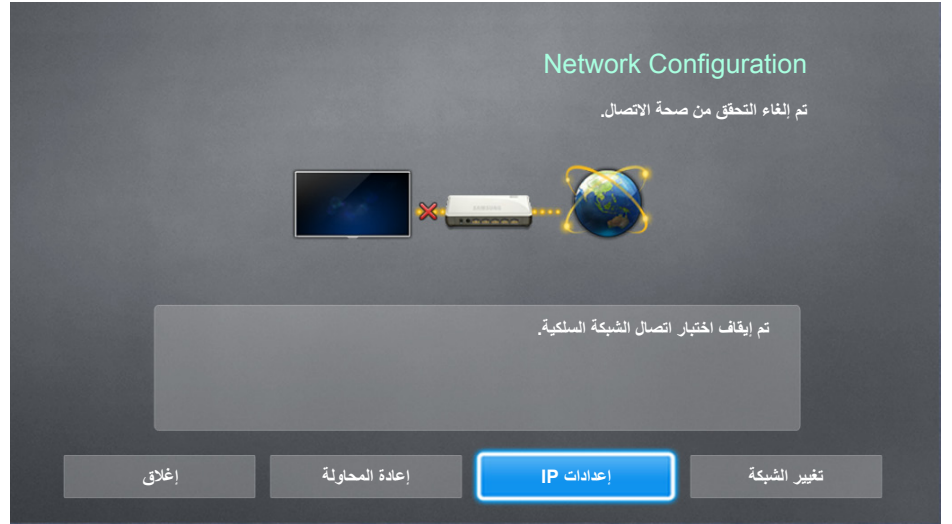 Network Configuration
تم إلغاء التحقق من صحة الاتصال.
SAMSUNG
تم إيقاف اختبار اتصال الشبكة السلكية.
تغيير الشبكة
إعدادات IP
إعادة المحاولة
إغلاق